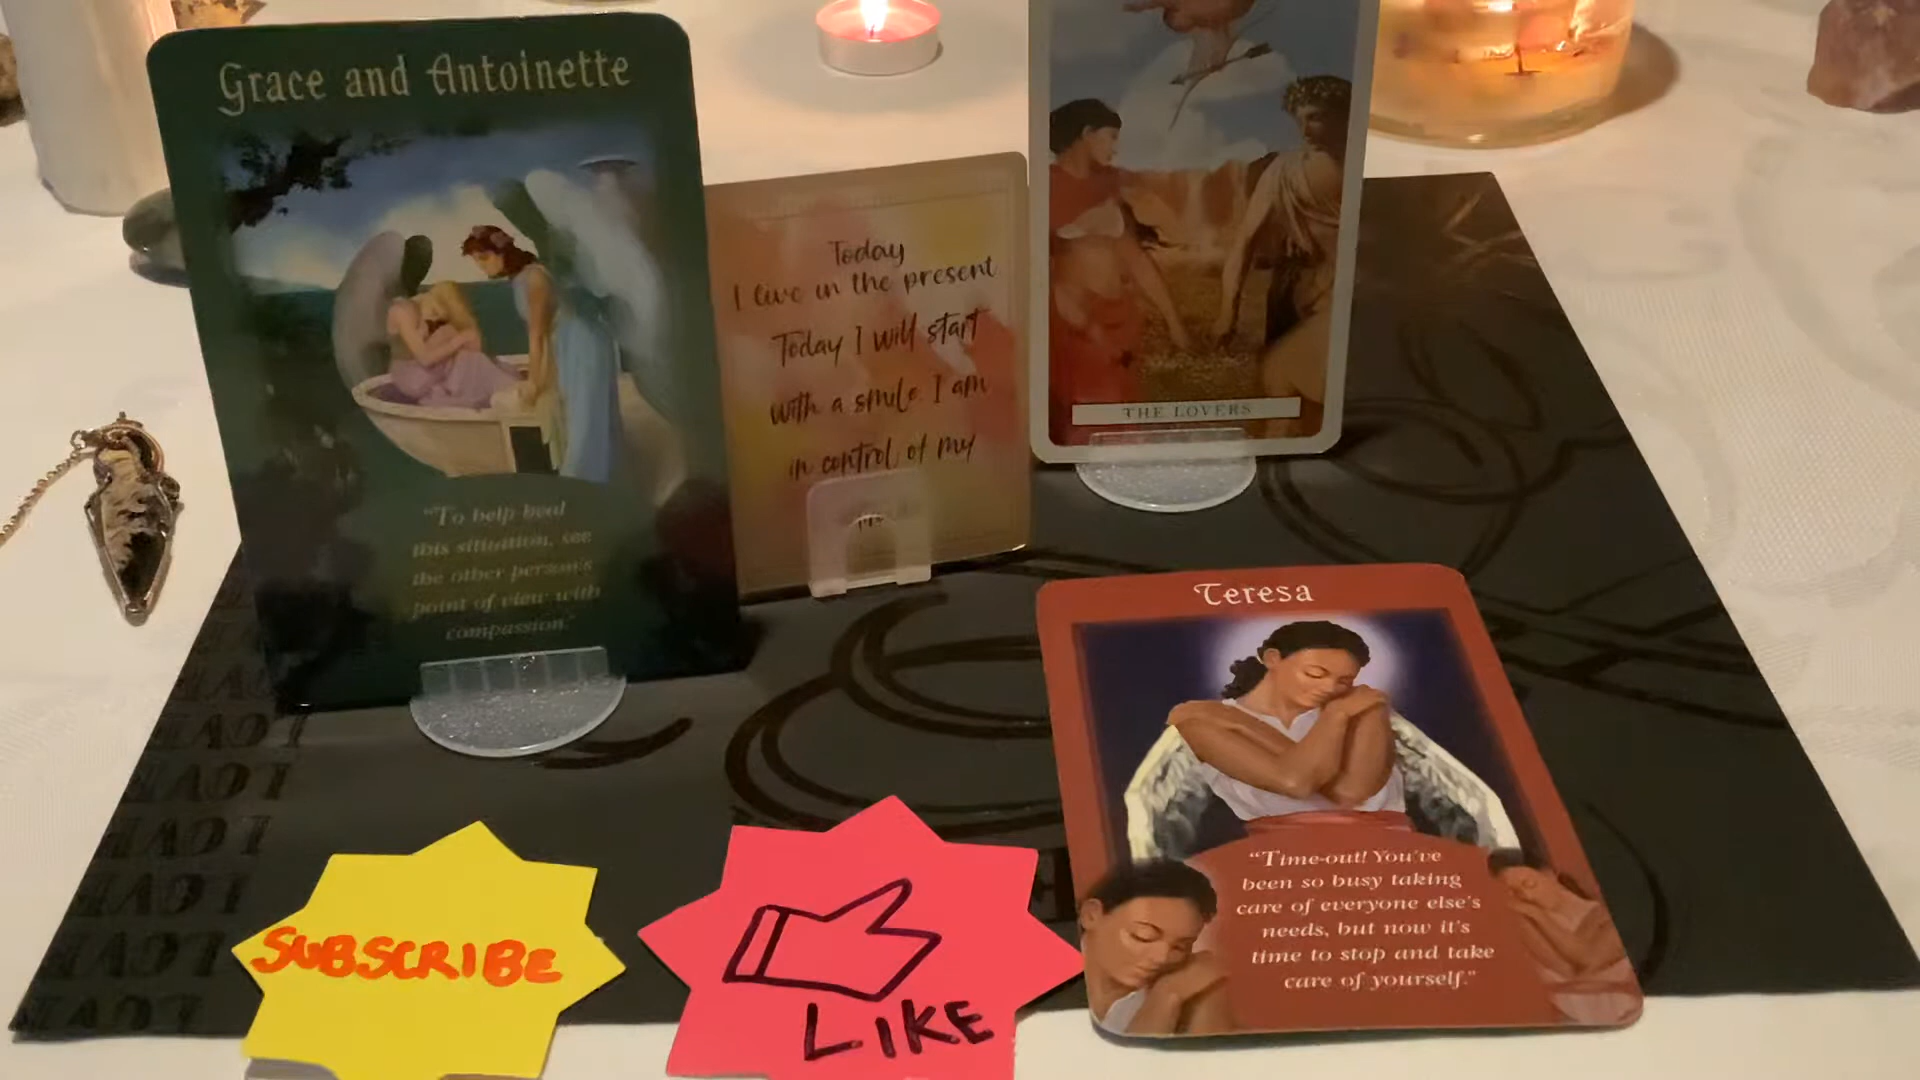 Grace and Antoinette
"To help heal
this situation, see
the other person's
point of view with
compassion."
Today
I live in the present
Today I will start
with a smile. I am
in control of my
THE LOVERS
Teresa
"Time-out! You've
been so busy taking
care of everyone else's
needs, but now it's
time to stop and take
care of yourself."
SUBSCRIBE
LIKE